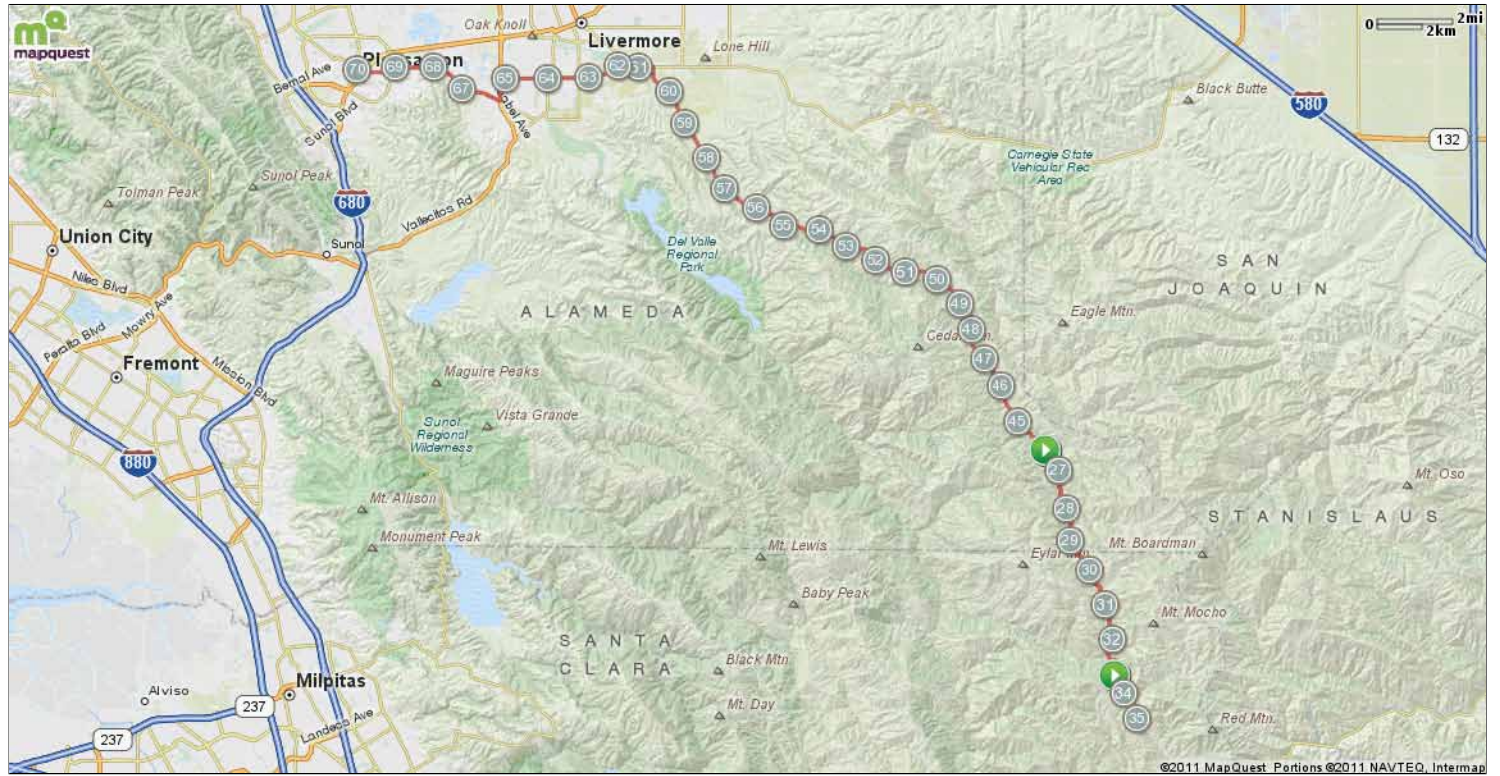 mapquest
Oak Knoll
Livermore
Lone Hill
0 2mi
2km
Bernal Ave
70 69 68 67 65 64 63 62 61 60
Sunol Blvd
59
58
57
56
55
54
53
52
51
50
49
48
47
46
45
27
28
29
30
31
32
34
35
Black Butte
580
132
Carnegie State
Vehicular Rec
Area
Tolman Peak
Sunol Peak
680
Vallecitos Rd
Union City
Sunol
Niles Blvd
Mowry Ave
Peralta Blvd
Fremont
Mission Blvd
Del Valle
Regional
Park
ALAMEDA
SAN
JOAQUIN
Eagle Mtn.
Maguire Peaks
Vista Grande
Sunol
Regional
Wilderness
880
Mt. Allison
Monument Peak
Mt. Oso
STANISLAUS
Mt. Lewis
Mt. Boardman
Baby Peak
Mt. Mocho
SANTA
CLARA
Black Mtn
Mt. Day
Red Mtn.
Alviso
Milpitas
237
237
Landess Ave
©2011 MapQuest Portions ©2011 NAVTEQ, Intermap